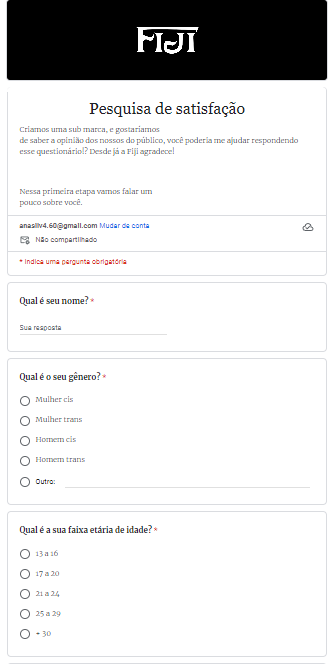 FIJI
Pesquisa de satisfação
Criamos uma sub marca, e gostaríamos
de saber a opinião dos nossos do público, você poderia me ajudar respondendo
esse questionário!? Desde já a Fiji agradece!
Nessa primeira etapa vamos falar um
pouco sobre você.
anasilv4.60@gmail.com Mudar de conta
Não compartilhado
* Indica uma pergunta obrigatória
Qual é seu nome? *
Sua resposta
Qual é o seu gênero? *
Mulher cis
Mulher trans
Homem cis
Homem trans
Outro:
Qual é a sua faixa etária de idade? *
13 a 16
17 a 20
21 a 24
25 a 29
+ 30